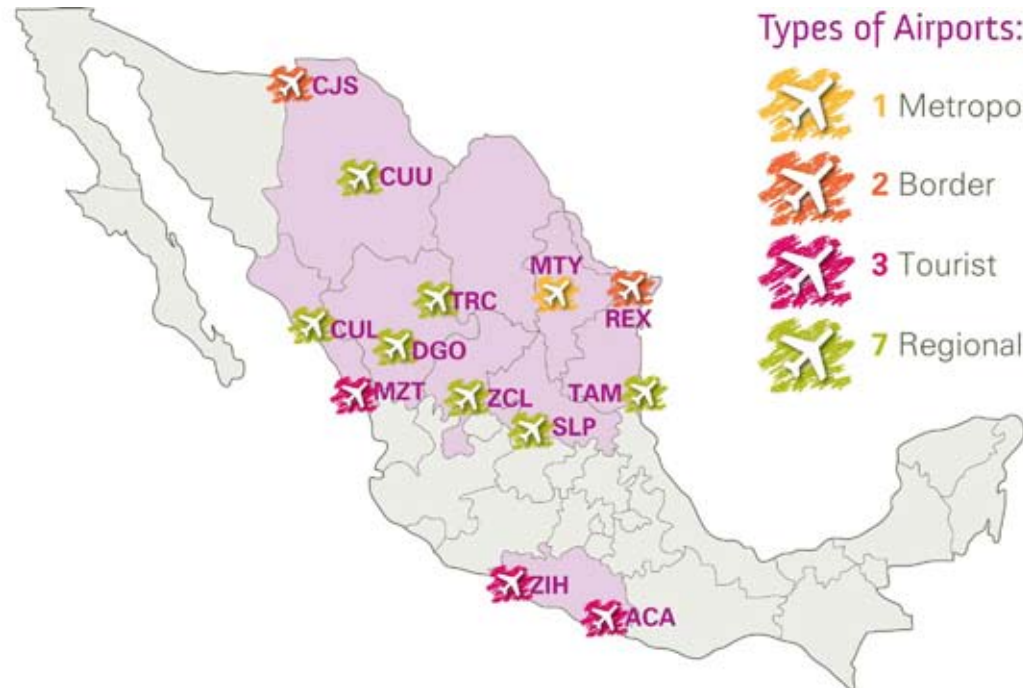 Types of Airports:
1 Metropo
2 Border
3 Tourist
7 Regional
CJS
CUU
MTY
TRC
REX
CUL
DGO
MZT
ZCL
TAM
SLP
ZIH
ACA